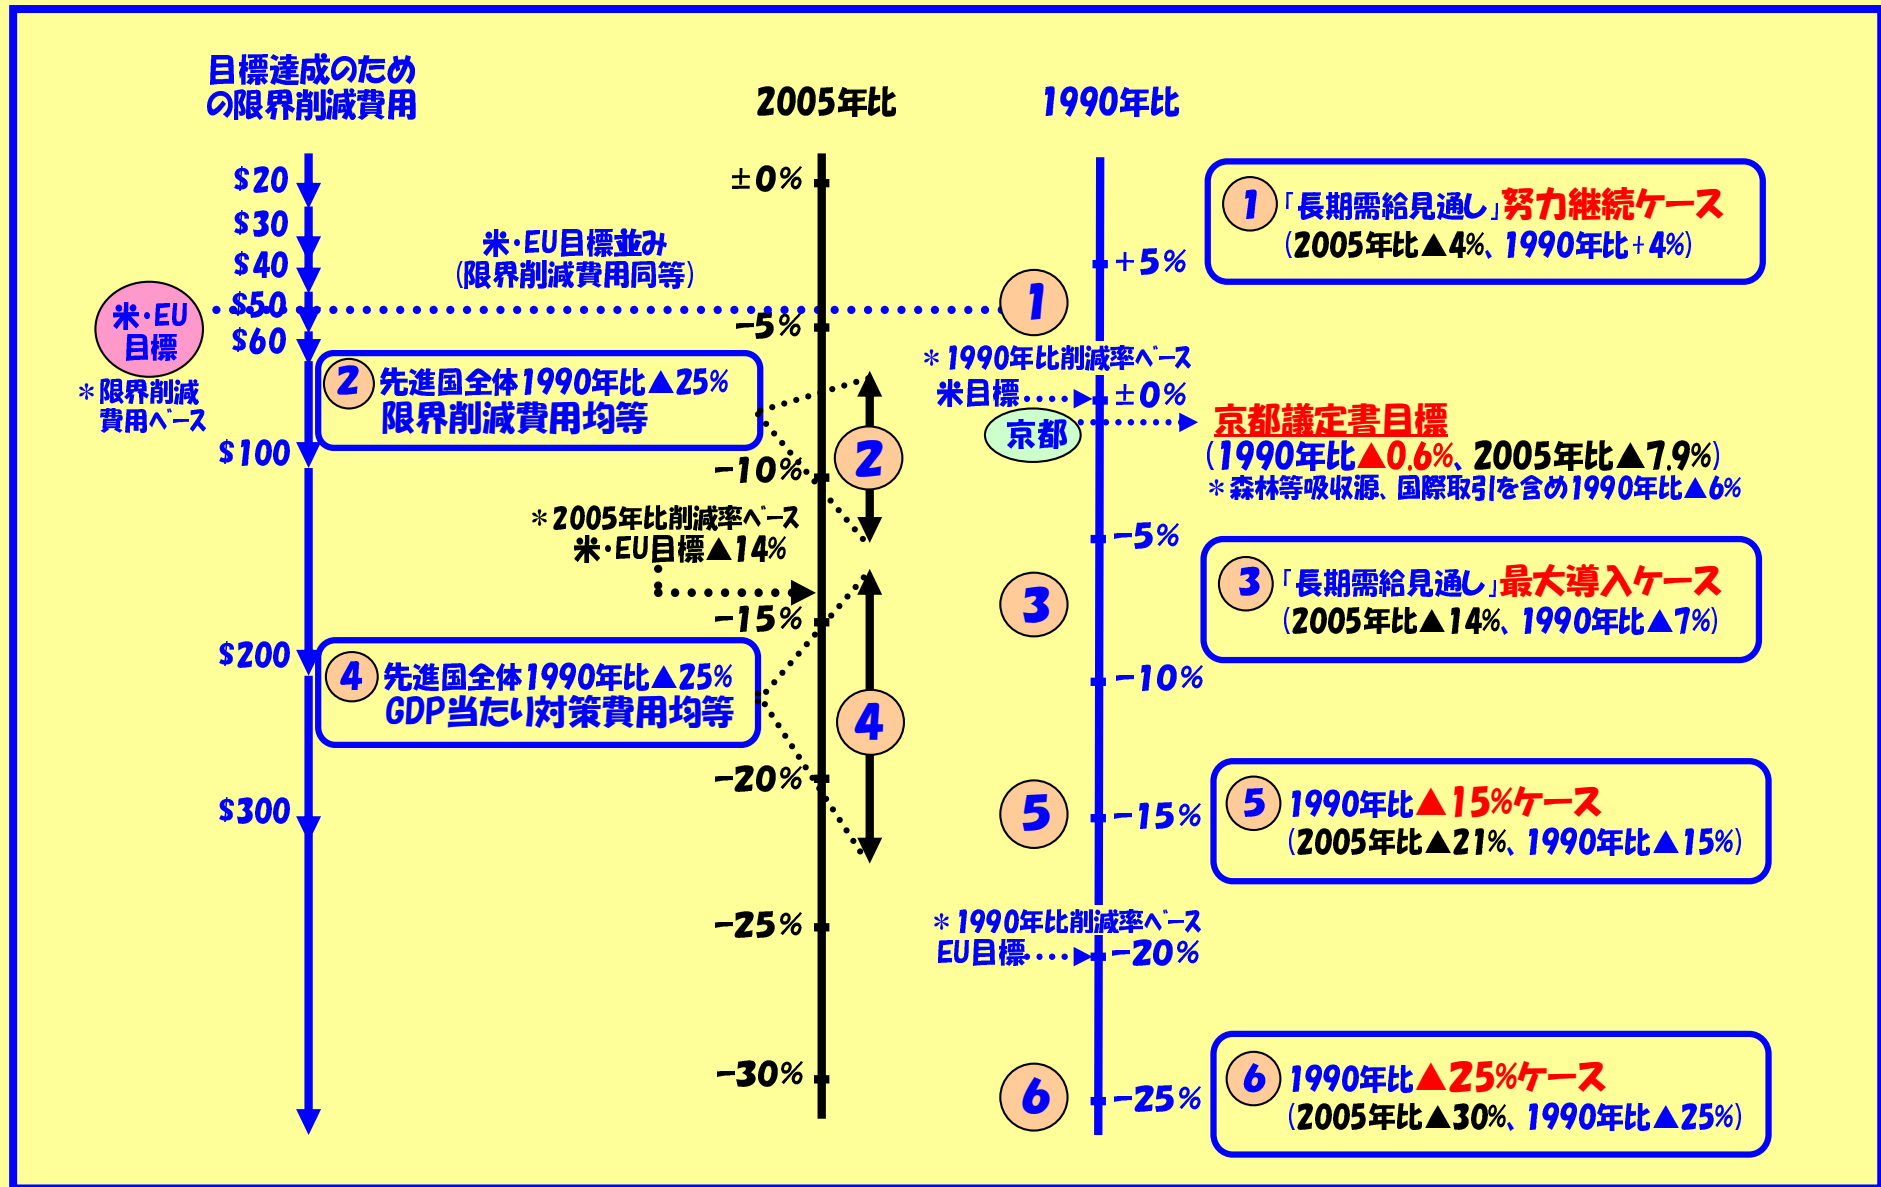 目標達成のため
の限界削減費用
2005年比
1990年比
$20
$30
$40
$50
$60
$100
$200
$300
米・EU
目標
＊限界削減
費用ベース
米・EU目標並み
(限界削減費用同等)
② 先進国全体1990年比▲25%
限界削減費用均等
＊2005年比削減率ベース
米・EU目標▲14%
④ 先進国全体1990年比▲25%
GDP当たり対策費用均等
±0%
−5%
−10%
−15%
−20%
−25%
−30%
②
④
①
＊1990年比削減率ベース
米目標
京都
③
⑤
＊1990年比削減率ベース
EU目標
⑥
+5%
±0%
−5%
−10%
−15%
−20%
−25%
① 「長期需給見通し」努力継続ケース
(2005年比▲4%、1990年比+4%)
京都議定書目標
(1990年比▲0.6%、2005年比▲7.9%)
＊森林等吸収源、国際取引を含め1990年比▲6%
③ 「長期需給見通し」最大導入ケース
(2005年比▲14%、1990年比▲7%)
⑤ 1990年比▲15%ケース
(2005年比▲21%、1990年比▲15%)
⑥ 1990年比▲25%ケース
(2005年比▲30%、1990年比▲25%)